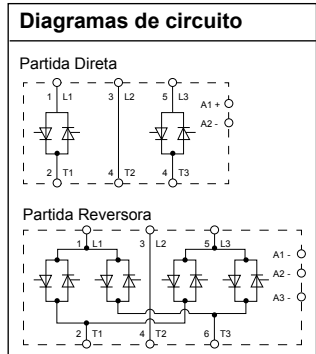 Diagramas de circuito
Partida Direta
1 L1 3 L2 5 L3
A1 +
A2 -
2 T1 4 T2 4 T3
Partida Reversora
1 L1 3 L2 5 L3
A1 -
A2 -
A3 -
2 T1 4 T2 6 T3